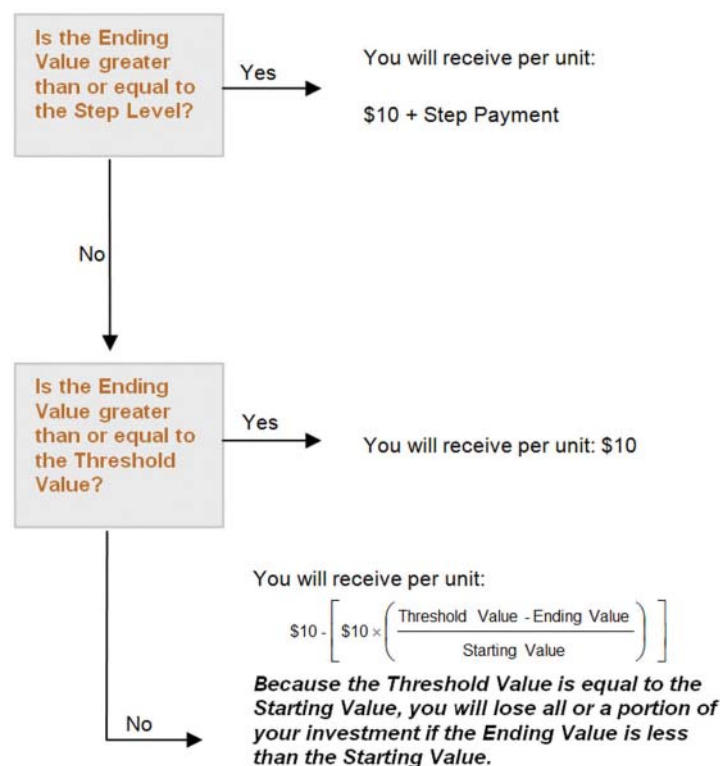 Is the Ending
Value greater
than or equal to
the Step Level?
Yes
You will receive per unit:
$10 + Step Payment
No
Is the Ending
Value greater
than or equal to
the Threshold
Value?
Yes
You will receive per unit: $10
You will receive per unit:
$10 - [ $10 × ( Threshold Value - Ending Value
Starting Value ) ]
Because the Threshold Value is equal to the
Starting Value, you will lose all or a portion of
your investment if the Ending Value is less
than the Starting Value.
No